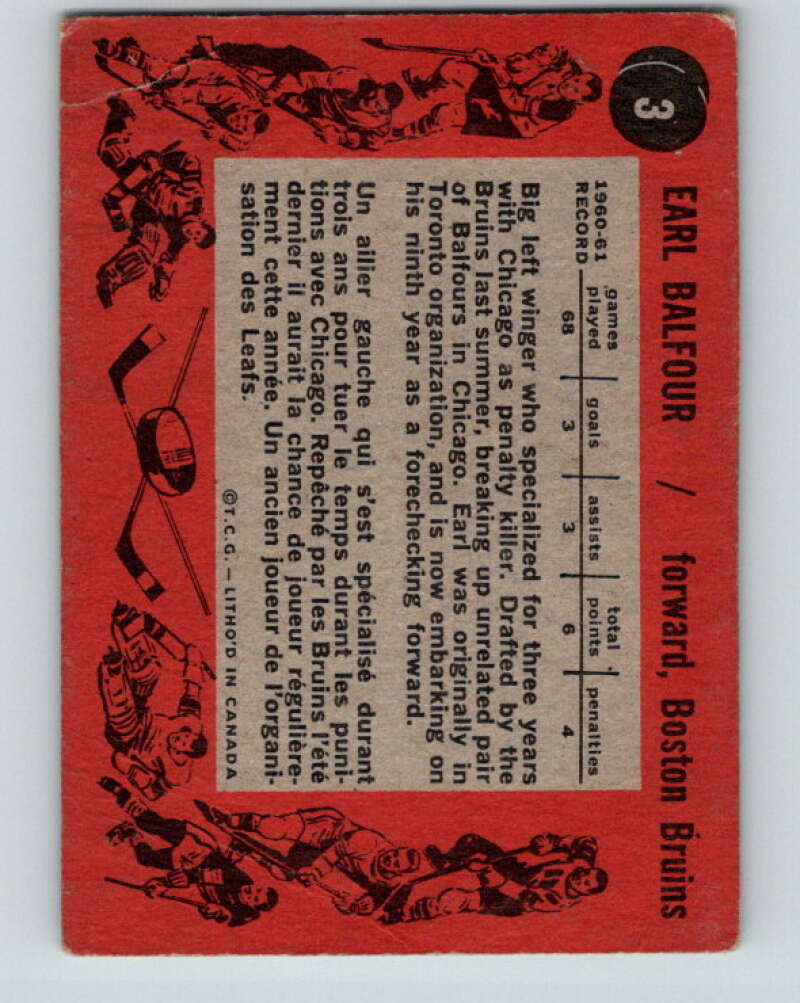 3
EARL BALFOUR / forward, Boston Bruins
1960-61 RECORD
games played goals assists total points penalties
68 3 3 6 4
Big left winger who specialized for three years
with Chicago as penalty killer. Drafted by the
Bruins last summer, breaking up unrelated pair
of Balfours in Chicago. Earl was originally in
Toronto organization, and is now embarking on
his ninth year as a forechecking forward.
Un ailier gauche qui s'est spécialisé durant
trois ans pour tuer le temps durant les puni-
tions avec Chicago. Repêché par les Bruins l'été
dernier il aurait la chance de joueur régulière-
ment cette année. Un ancien joueur de l'organi-
sation des Leafs.
©T.C.G. — LITHO'D IN CANADA